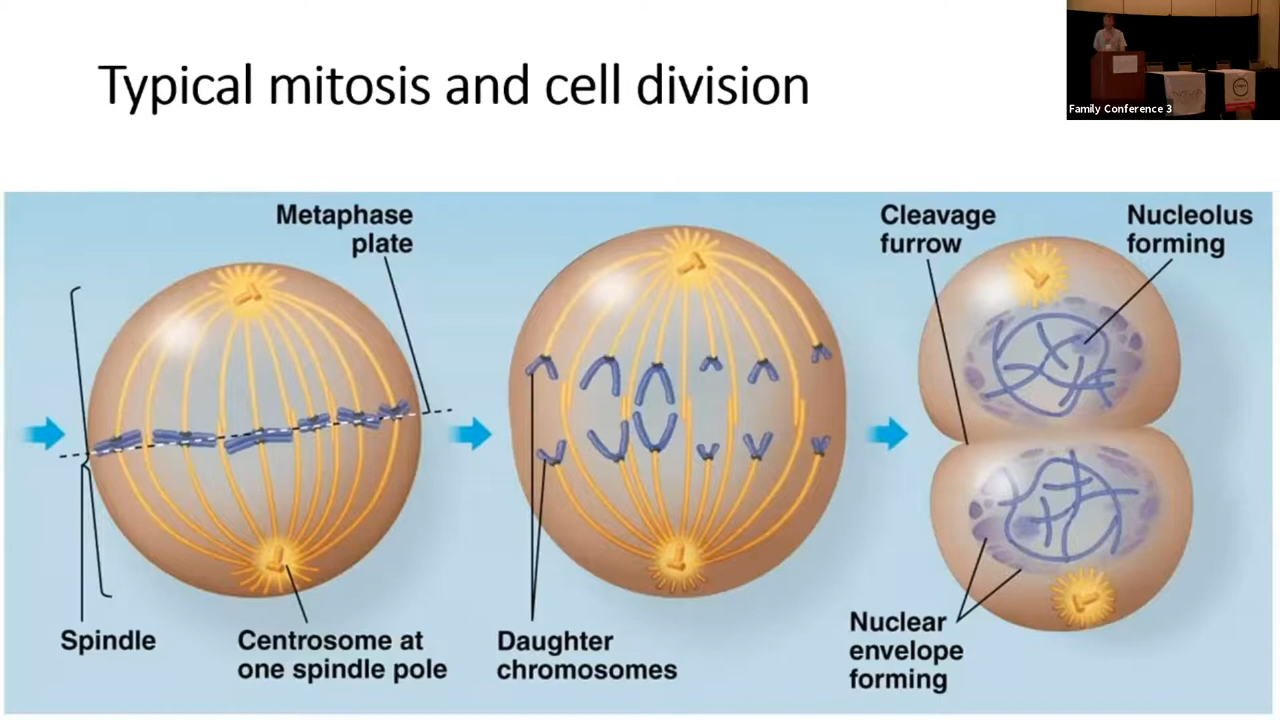 Typical mitosis and cell division
Family Conference 3
Metaphase
plate
Cleavage
furrow
Nucleolus
forming
Spindle
Centrosome at
one spindle pole
Daughter
chromosomes
Nuclear
envelope
forming